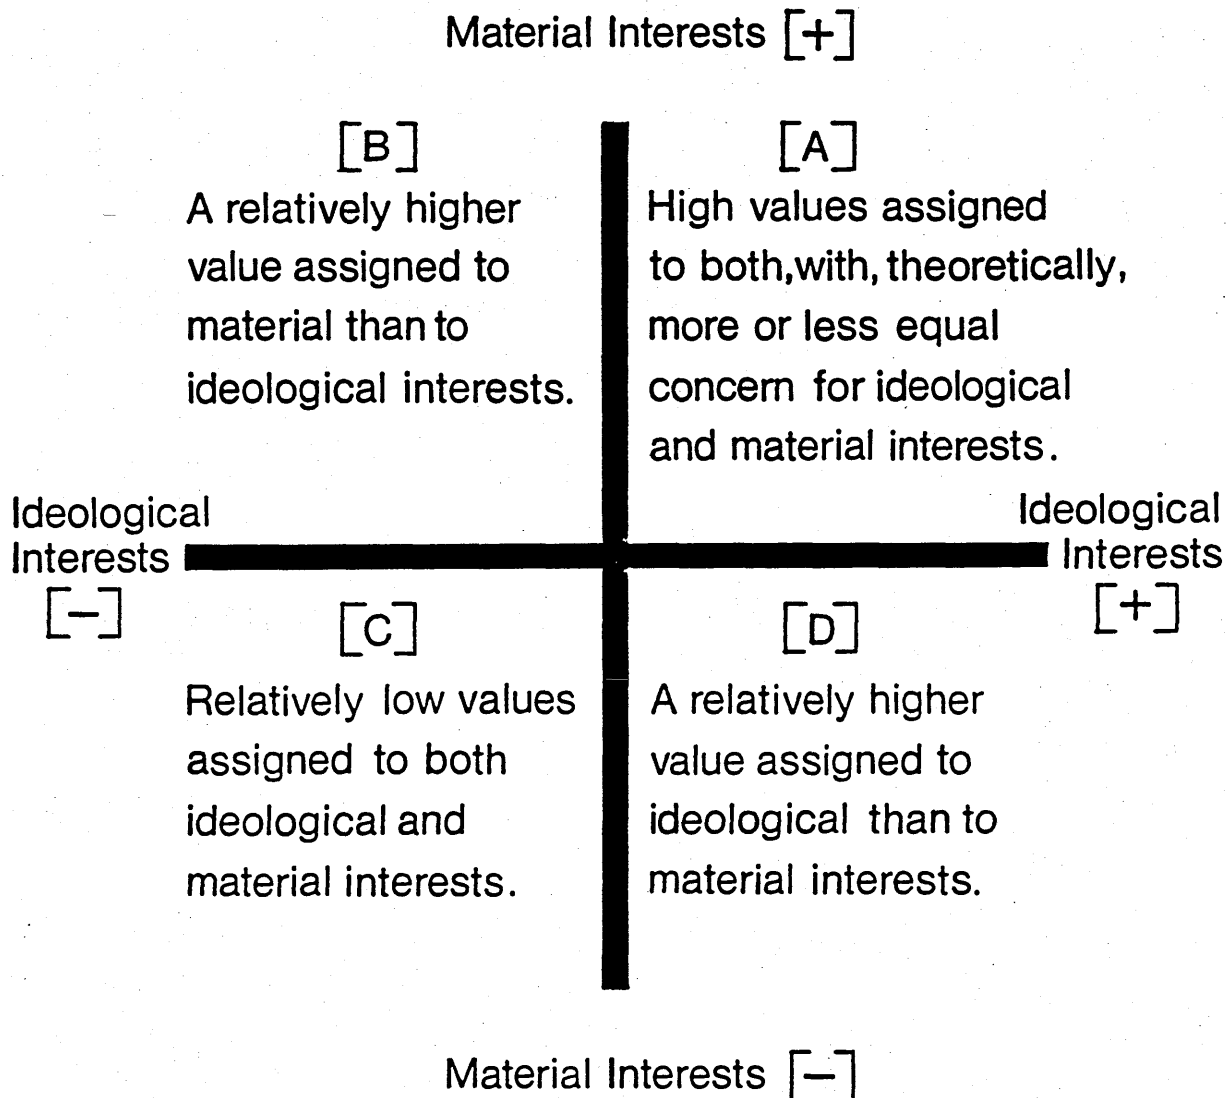 Material Interests [+]
[B]
A relatively higher
value assigned to
material than to
ideological interests.
[A]
High values assigned
to both,with, theoretically,
more or less equal
concern for ideological
and material interests.
Ideological
Interests
[−]
Ideological
Interests
[+]
[C]
Relatively low values
assigned to both
ideological and
material interests.
[D]
A relatively higher
value assigned to
ideological than to
material interests.
Material Interests [−]